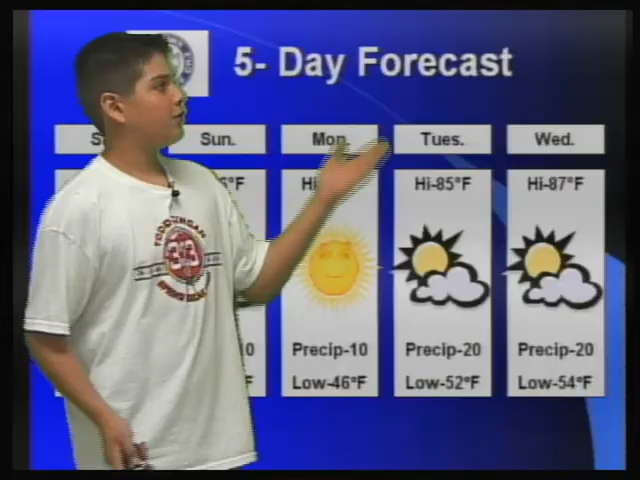 5- Day Forecast
Sun. Mon. Tues. Wed.
Hi-85°F Hi-87°F
Precip-10 Precip-20 Precip-20
Low-46°F Low-52°F Low-54°F